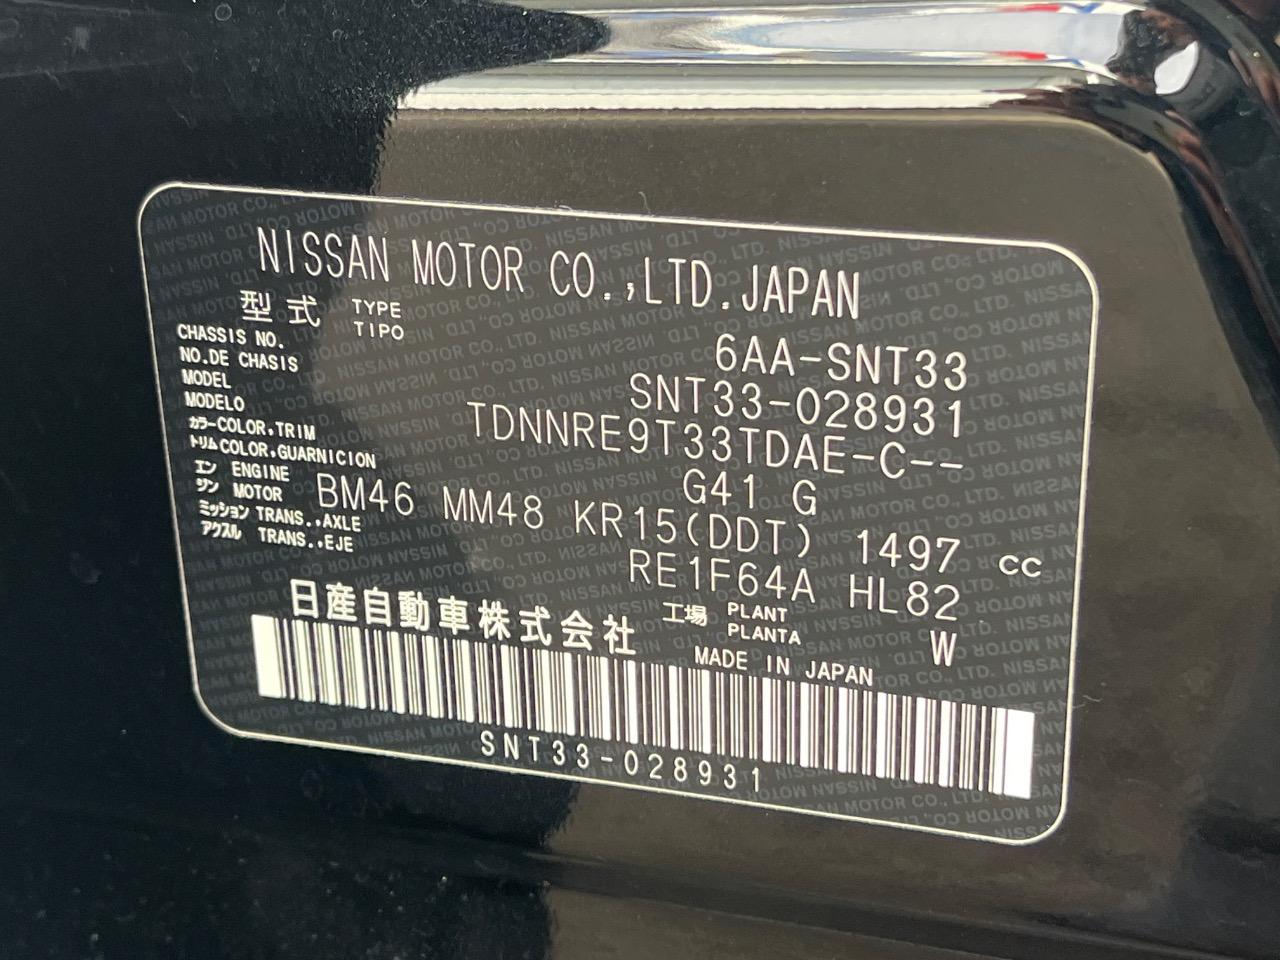 NISSAN MOTOR CO.,LTD.JAPAN
型式 TYPE TIPO 6AA-SNT33
CHASSIS NO.
NO.DE CHASIS SNT33-028931
MODEL
MODELO TDNNRE9T33TDAE-C--
カラー COLOR,TRIM
トリム COLOR,GUARNICION G41 G
エン ENGINE
ジン MOTOR BM46 MM48 KR15(DDT) 1497 cc
ミッション TRANS.,AXLE
アクスル TRANS.,EJE RE1F64A HL82
日産自動車株式会社 工場 PLANT PLANTA W
MADE IN JAPAN
SNT33-028931